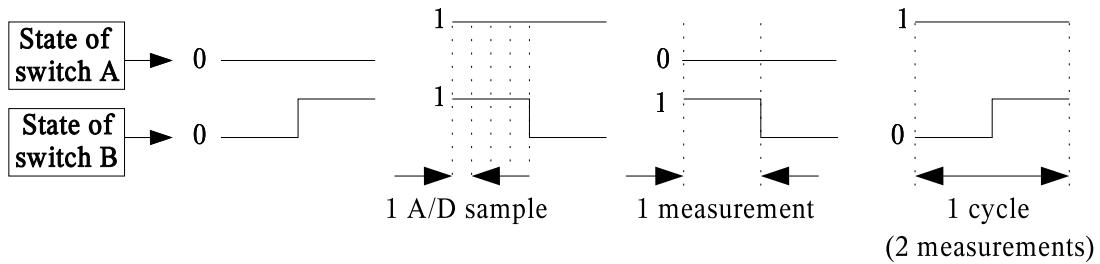 State of
switch A
0
1
0
1
State of
switch B
0
1
1
0
1 A/D sample
1 measurement
1 cycle
(2 measurements)